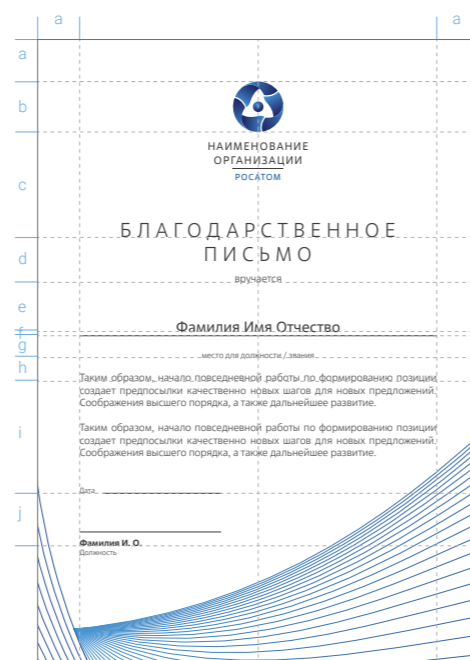 a a
a
b
НАИМЕНОВАНИЕ
ОРГАНИЗАЦИИ
РОСАТОМ
c
БЛАГОДАРСТВЕННОЕ
ПИСЬМО
d
вручается
e
Фамилия Имя Отчество
f
g
место для должности / звания
h
Таким образом, начало повседневной работы по формированию позиции
создает предпосылки качественно новых шагов для новых предложений.
Соображения высшего порядка, а также дальнейшее развитие.
i
Таким образом, начало повседневной работы по формированию позиции
создает предпосылки качественно новых шагов для новых предложений.
Соображения высшего порядка, а также дальнейшее развитие.
Дата
j
Фамилия И. О.
Должность